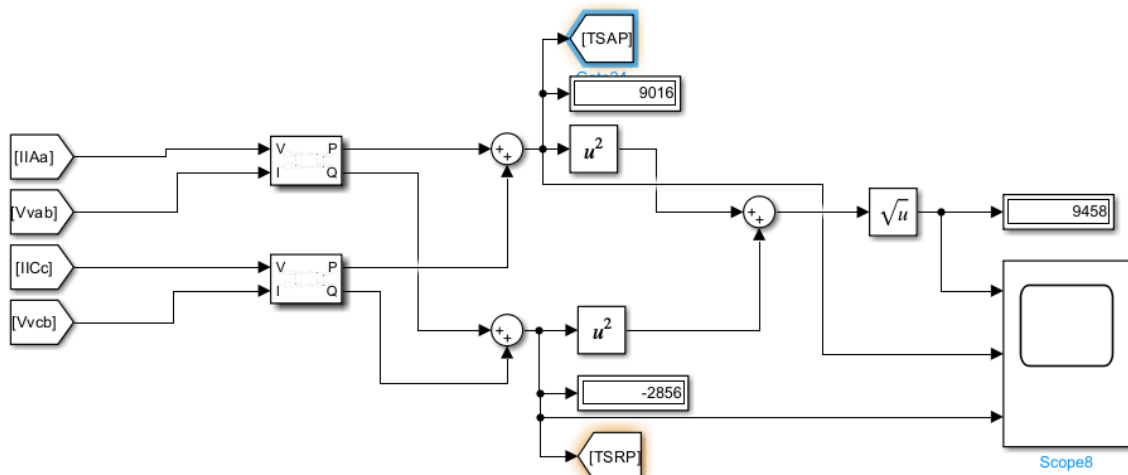 [TSAP]
9016
[IIAa]
V
P
I
Q
u²
[Vvab]
+
+
+
+
√u
9458
[IICc]
V
P
I
Q
[Vvcb]
+
+
u²
-2856
[TSRP]
Scope8